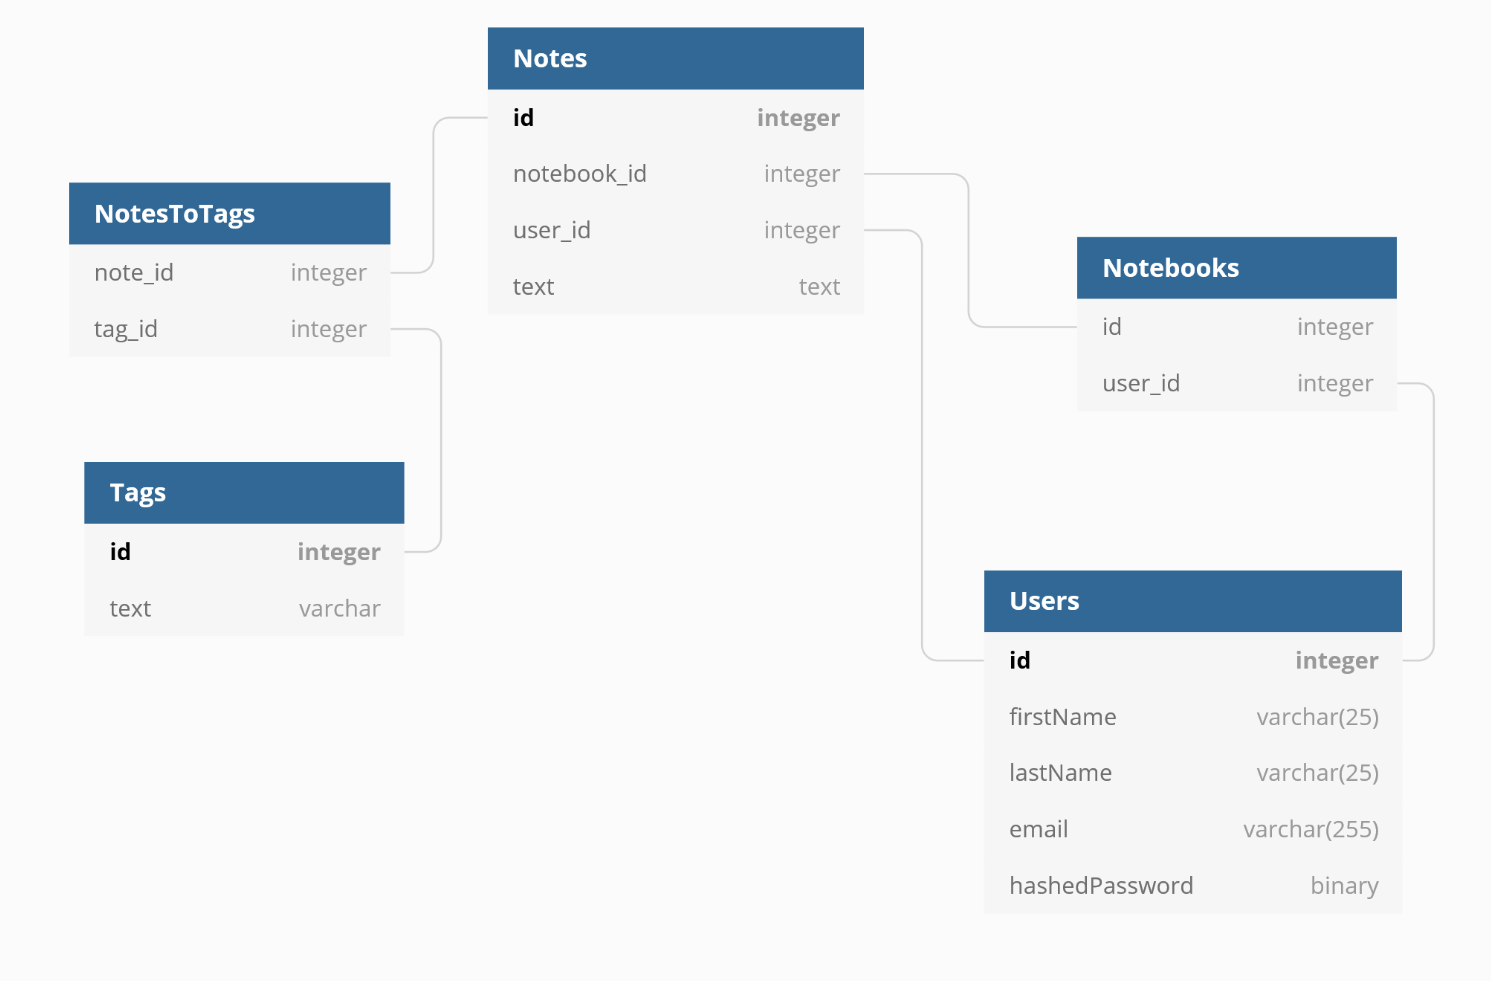 Notes
id integer
notebook_id integer
user_id integer
text text
NotesToTags
note_id integer
tag_id integer
Notebooks
id integer
user_id integer
Tags
id integer
text varchar
Users
id integer
firstName varchar(25)
lastName varchar(25)
email varchar(255)
hashedPassword binary